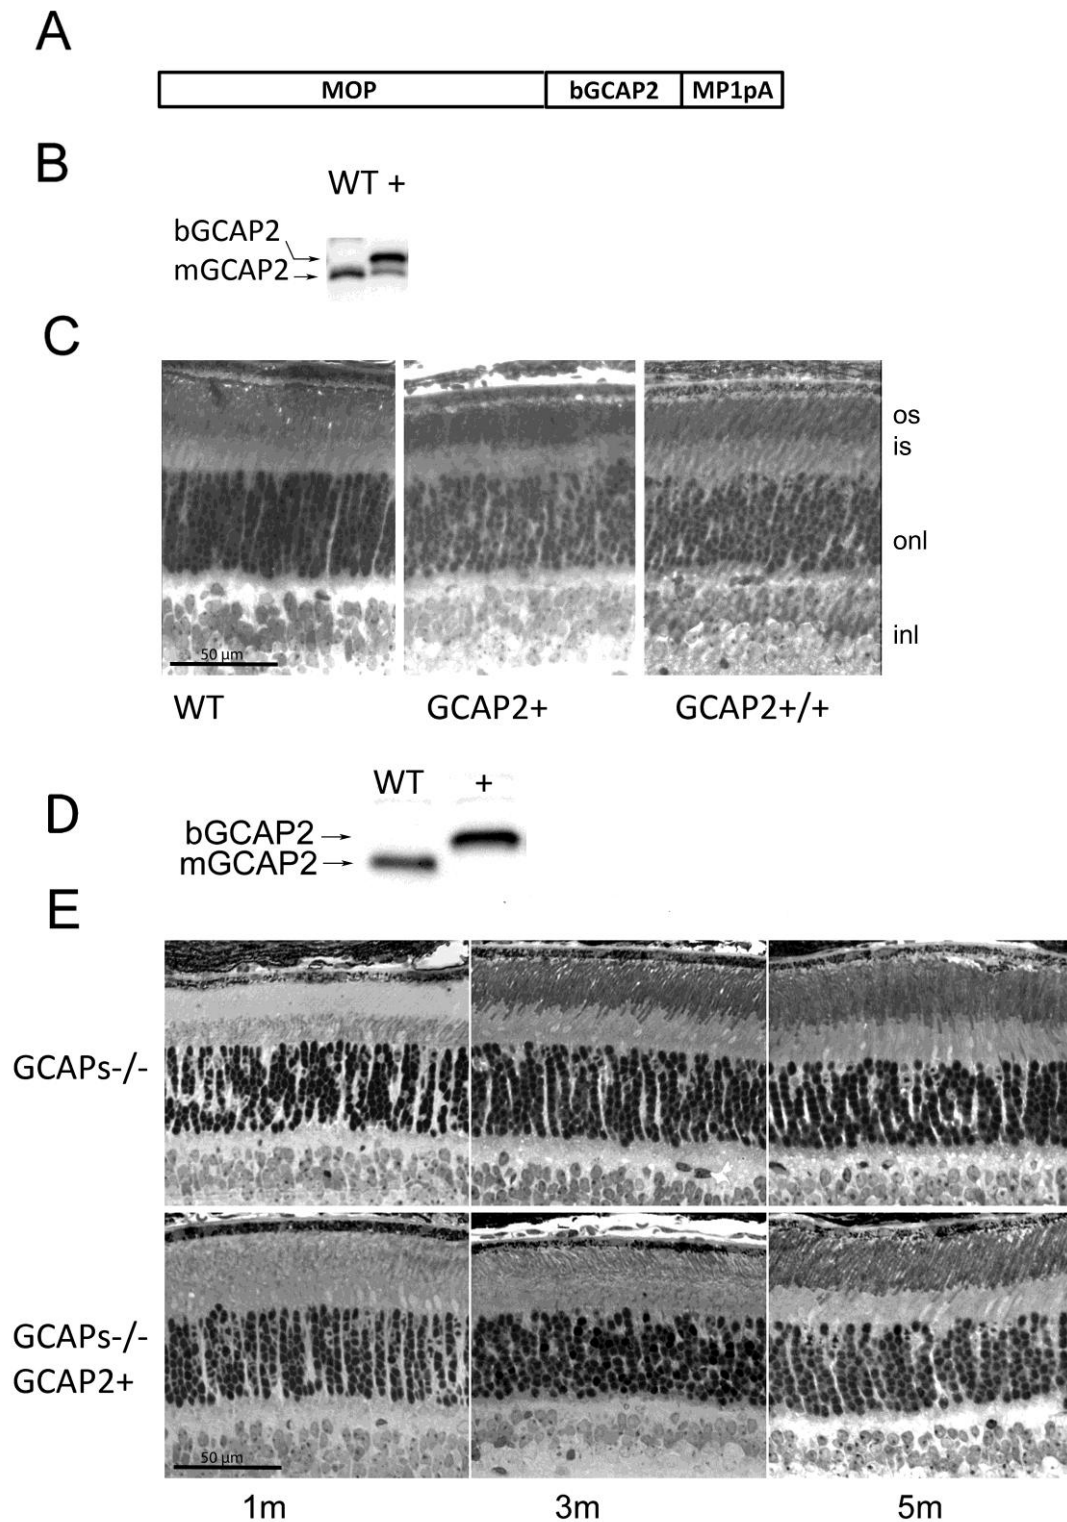 A
MOP bGCAP2 MP1pA
B
WT +
bGCAP2
mGCAP2
C
os
is
onl
inl
50 µm
WT GCAP2+ GCAP2+/+
D
WT +
bGCAP2
mGCAP2
E
GCAPs-/-
GCAPs-/-
GCAP2+
50 µm
1m 3m 5m